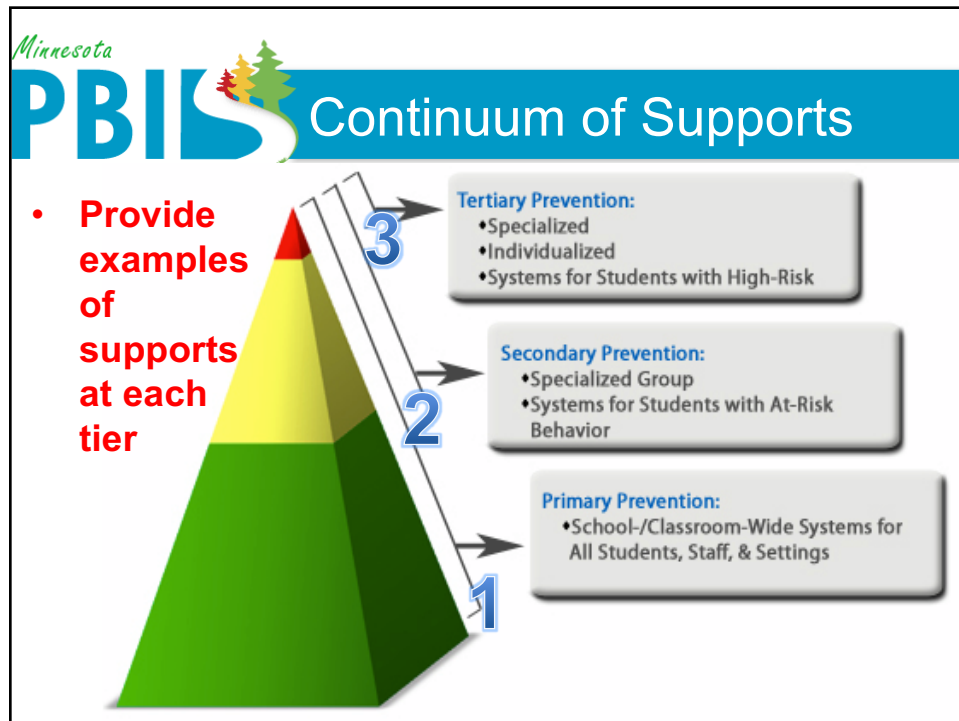 Minnesota
PBIS
Continuum of Supports
• Provide
examples
of
supports
at each
tier
3
Tertiary Prevention:
♦Specialized
♦Individualized
♦Systems for Students with High-Risk
2
Secondary Prevention:
♦Specialized Group
♦Systems for Students with At-Risk
Behavior
1
Primary Prevention:
♦School-/Classroom-Wide Systems for
All Students, Staff, & Settings